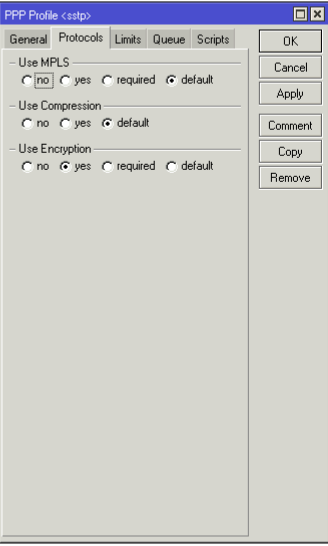 PPP Profile <sstp>
General Protocols Limits Queue Scripts
Use MPLS
no yes required default
Use Compression
no yes default
Use Encryption
no yes required default
OK
Cancel
Apply
Comment
Copy
Remove